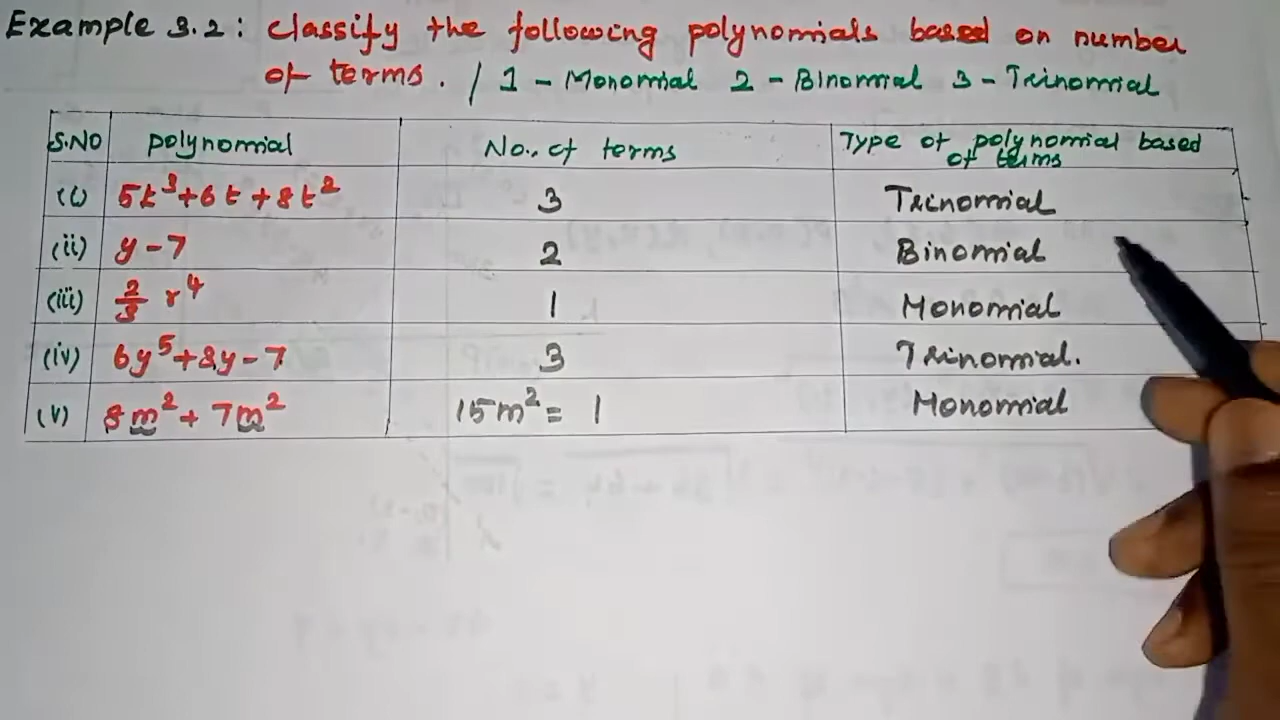 Example 3.2: Classify the following polynomials based on number
of terms. / 1 - Monomial 2 - Binomial 3 - Trinomial
S.NO polynomial No. of terms Type of polynomial based of terms
(i) 5t³+6t+8t² 3 Trinomial
(ii) y-7 2 Binomial
(iii) 2/3 r⁴ 1 Monomial
(iv) 6y⁵+8y-7 3 Trinomial.
(v) 8m²+7m² 15m² = 1 Monomial